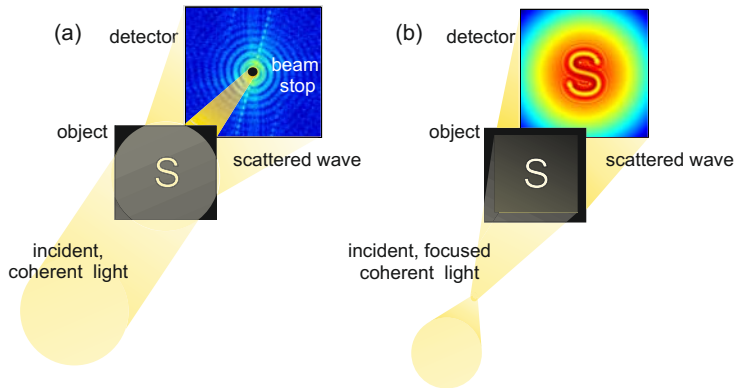 (a)
detector
beam
stop
object
S
scattered wave
incident,
coherent light
(b)
detector
S
object
S
scattered wave
incident, focused
coherent light